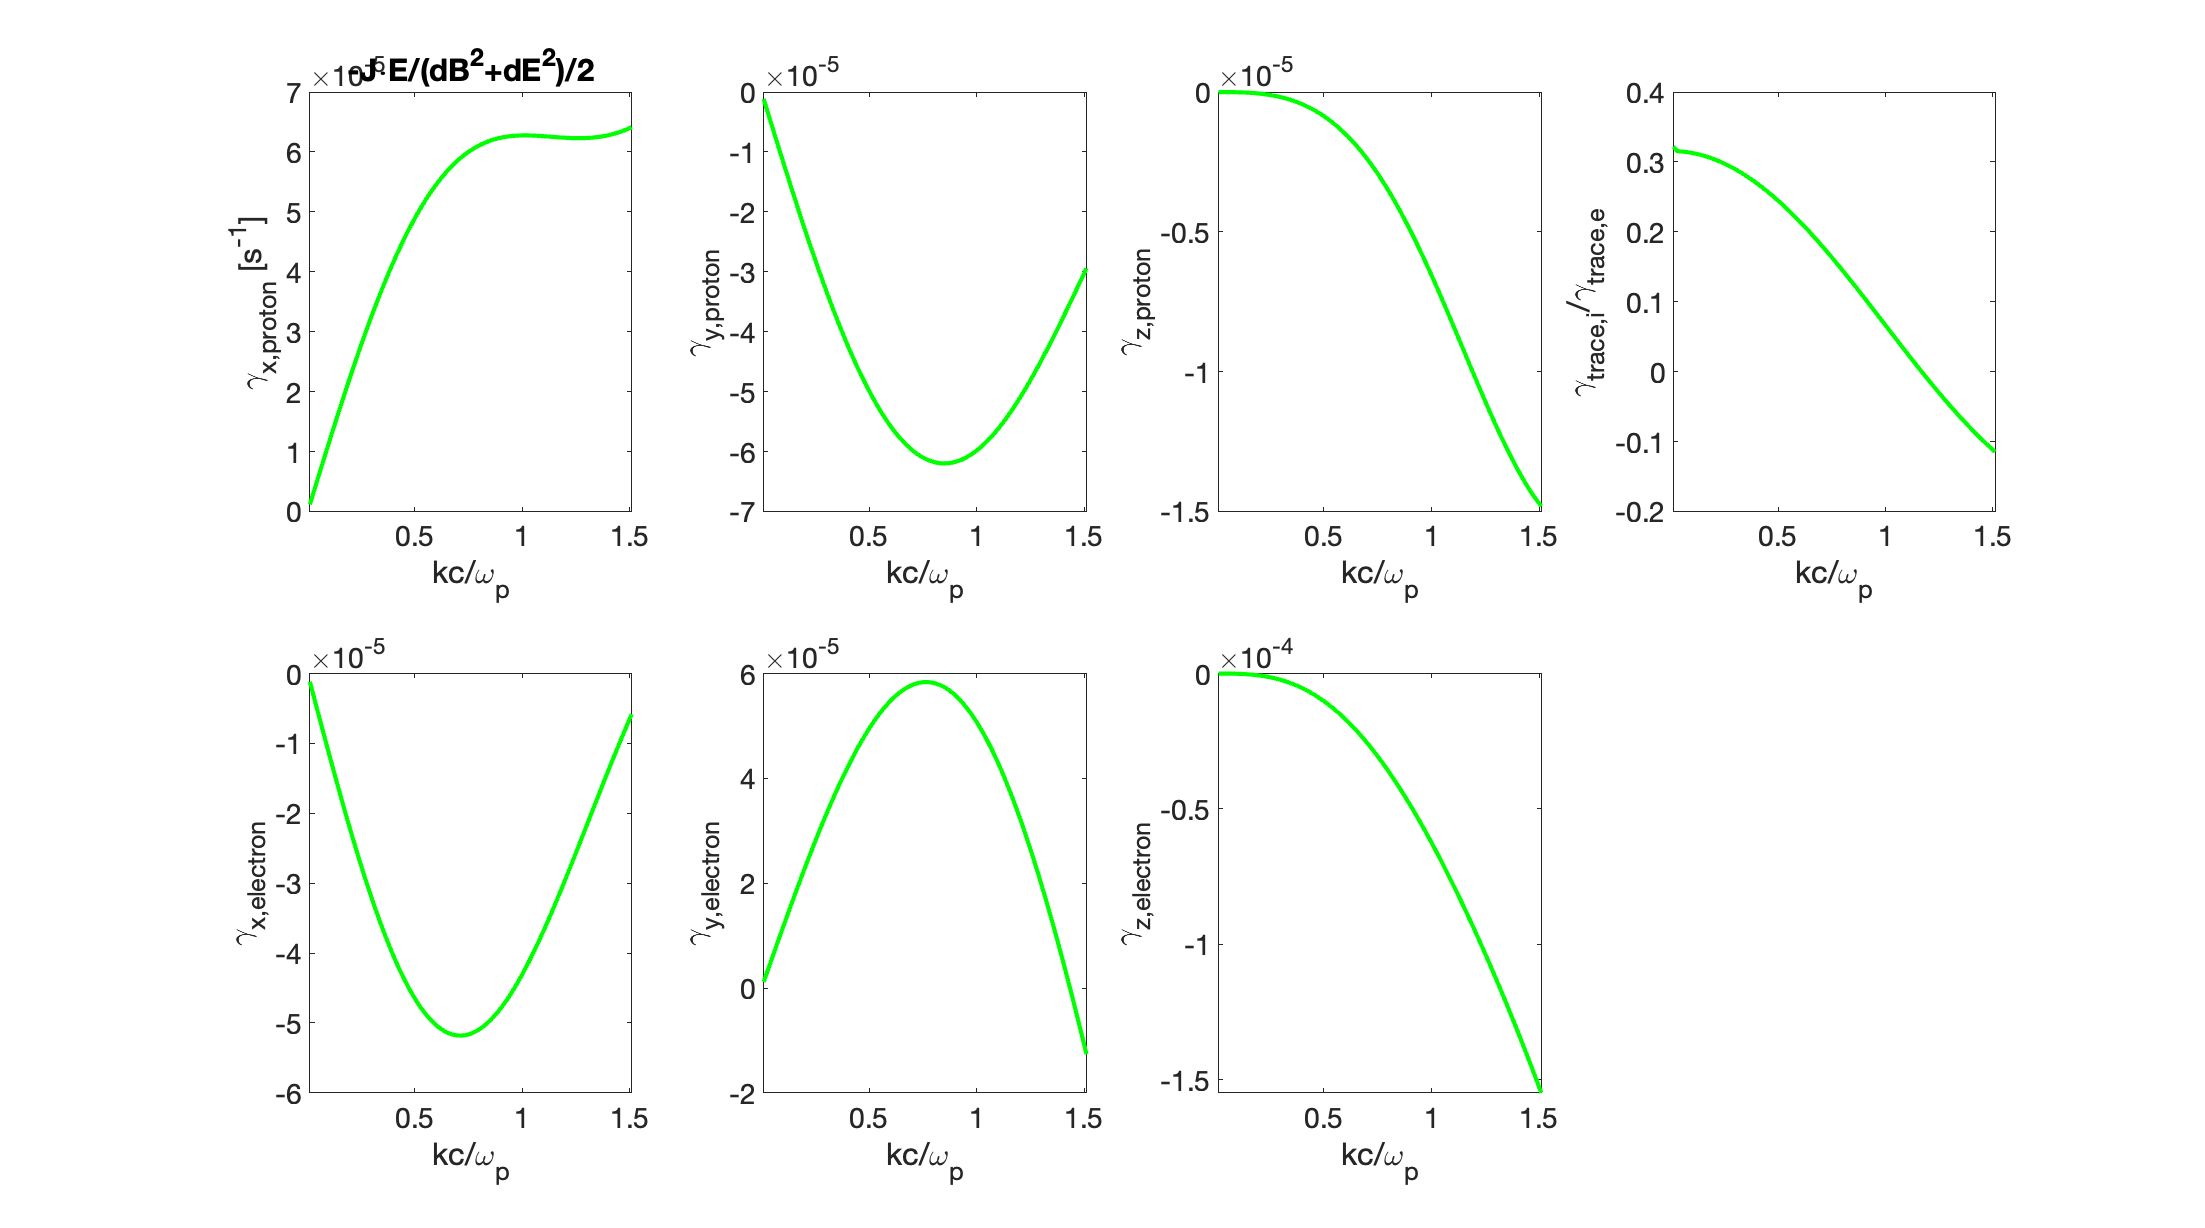 ×10-5
-J·E/(dB2+dE2)/2
7
6
5
4
3
2
1
0
γx,proton [s-1]
0.5 1 1.5
kc/ωp
×10-5
0
-1
-2
-3
-4
-5
-6
-7
γy,proton
0.5 1 1.5
kc/ωp
×10-5
0
-0.5
-1
-1.5
γz,proton
0.5 1 1.5
kc/ωp
0.4
0.3
0.2
0.1
0
-0.1
-0.2
γtrace,i/γtrace,e
0.5 1 1.5
kc/ωp
×10-5
0
-1
-2
-3
-4
-5
-6
γx,electron
0.5 1 1.5
kc/ωp
×10-5
6
4
2
0
-2
γy,electron
0.5 1 1.5
kc/ωp
×10-4
0
-0.5
-1
-1.5
γz,electron
0.5 1 1.5
kc/ωp